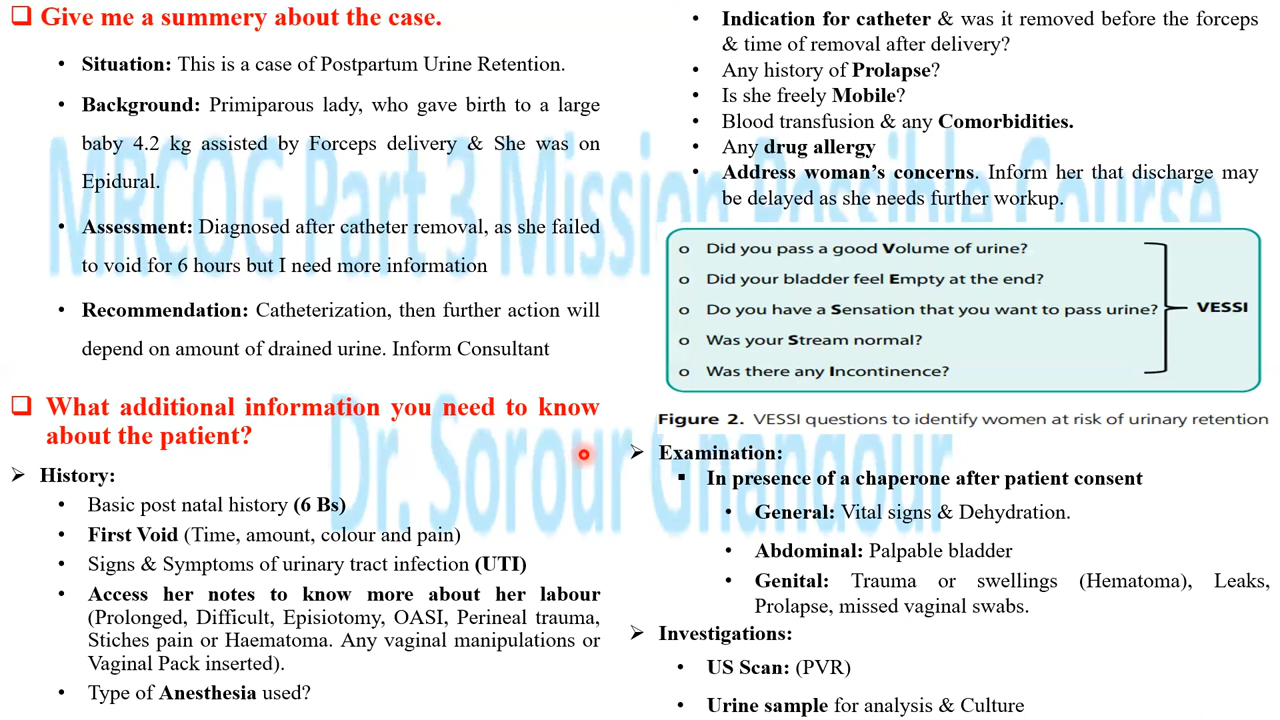 ❑ Give me a summery about the case.
• Situation: This is a case of Postpartum Urine Retention.
• Background: Primiparous lady, who gave birth to a large
baby 4.2 kg assisted by Forceps delivery & She was on
Epidural.
• Assessment: Diagnosed after catheter removal, as she failed
to void for 6 hours but I need more information
• Recommendation: Catheterization, then further action will
depend on amount of drained urine. Inform Consultant
❑ What additional information you need to know
about the patient?
➢ History:
• Basic post natal history (6 Bs)
• First Void (Time, amount, colour and pain)
• Signs & Symptoms of urinary tract infection (UTI)
• Access her notes to know more about her labour
(Prolonged, Difficult, Episiotomy, OASI, Perineal trauma,
Stiches pain or Haematoma. Any vaginal manipulations or
Vaginal Pack inserted).
• Type of Anesthesia used?
• Indication for catheter & was it removed before the forceps
& time of removal after delivery?
• Any history of Prolapse?
• Is she freely Mobile?
• Blood transfusion & any Comorbidities.
• Any drug allergy
• Address woman's concerns. Inform her that discharge may
be delayed as she needs further workup.
o Did you pass a good Volume of urine?
o Did your bladder feel Empty at the end?
o Do you have a Sensation that you want to pass urine?
o Was your Stream normal?
o Was there any Incontinence?
VESSI
Figure 2. VESSI questions to identify women at risk of urinary retention
➢ Examination:
▪ In presence of a chaperone after patient consent
• General: Vital signs & Dehydration.
• Abdominal: Palpable bladder
• Genital: Trauma or swellings (Hematoma), Leaks,
Prolapse, missed vaginal swabs.
➢ Investigations:
• US Scan: (PVR)
• Urine sample for analysis & Culture
MRCOG Part 3 Mission Possible Course
Dr. Sorour Ghandour